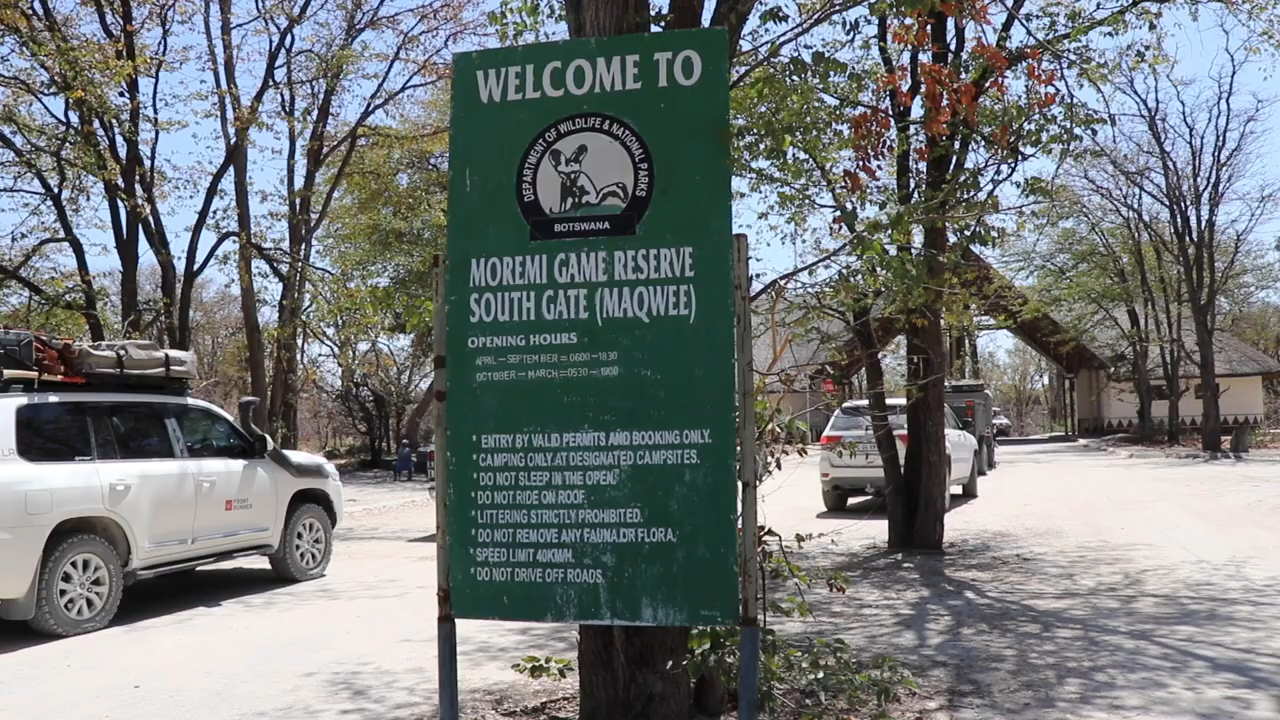 WELCOME TO
DEPARTMENT OF WILDLIFE & NATIONAL PARKS
BOTSWANA
MOREMI GAME RESERVE
SOUTH GATE (MAQWEE)
OPENING HOURS
APRIL - SEPTEMBER = 0600 - 1830
OCTOBER - MARCH = 0530 - 1900
* ENTRY BY VALID PERMITS AND BOOKING ONLY.
* CAMPING ONLY AT DESIGNATED CAMPSITES.
* DO NOT SLEEP IN THE OPEN.
* DO NOT RIDE ON ROOF.
* LITTERING STRICTLY PROHIBITED.
* DO NOT REMOVE ANY FAUNA OR FLORA.
* SPEED LIMIT 40KM/H.
* DO NOT DRIVE OFF ROADS.
FRONT
RUNNER